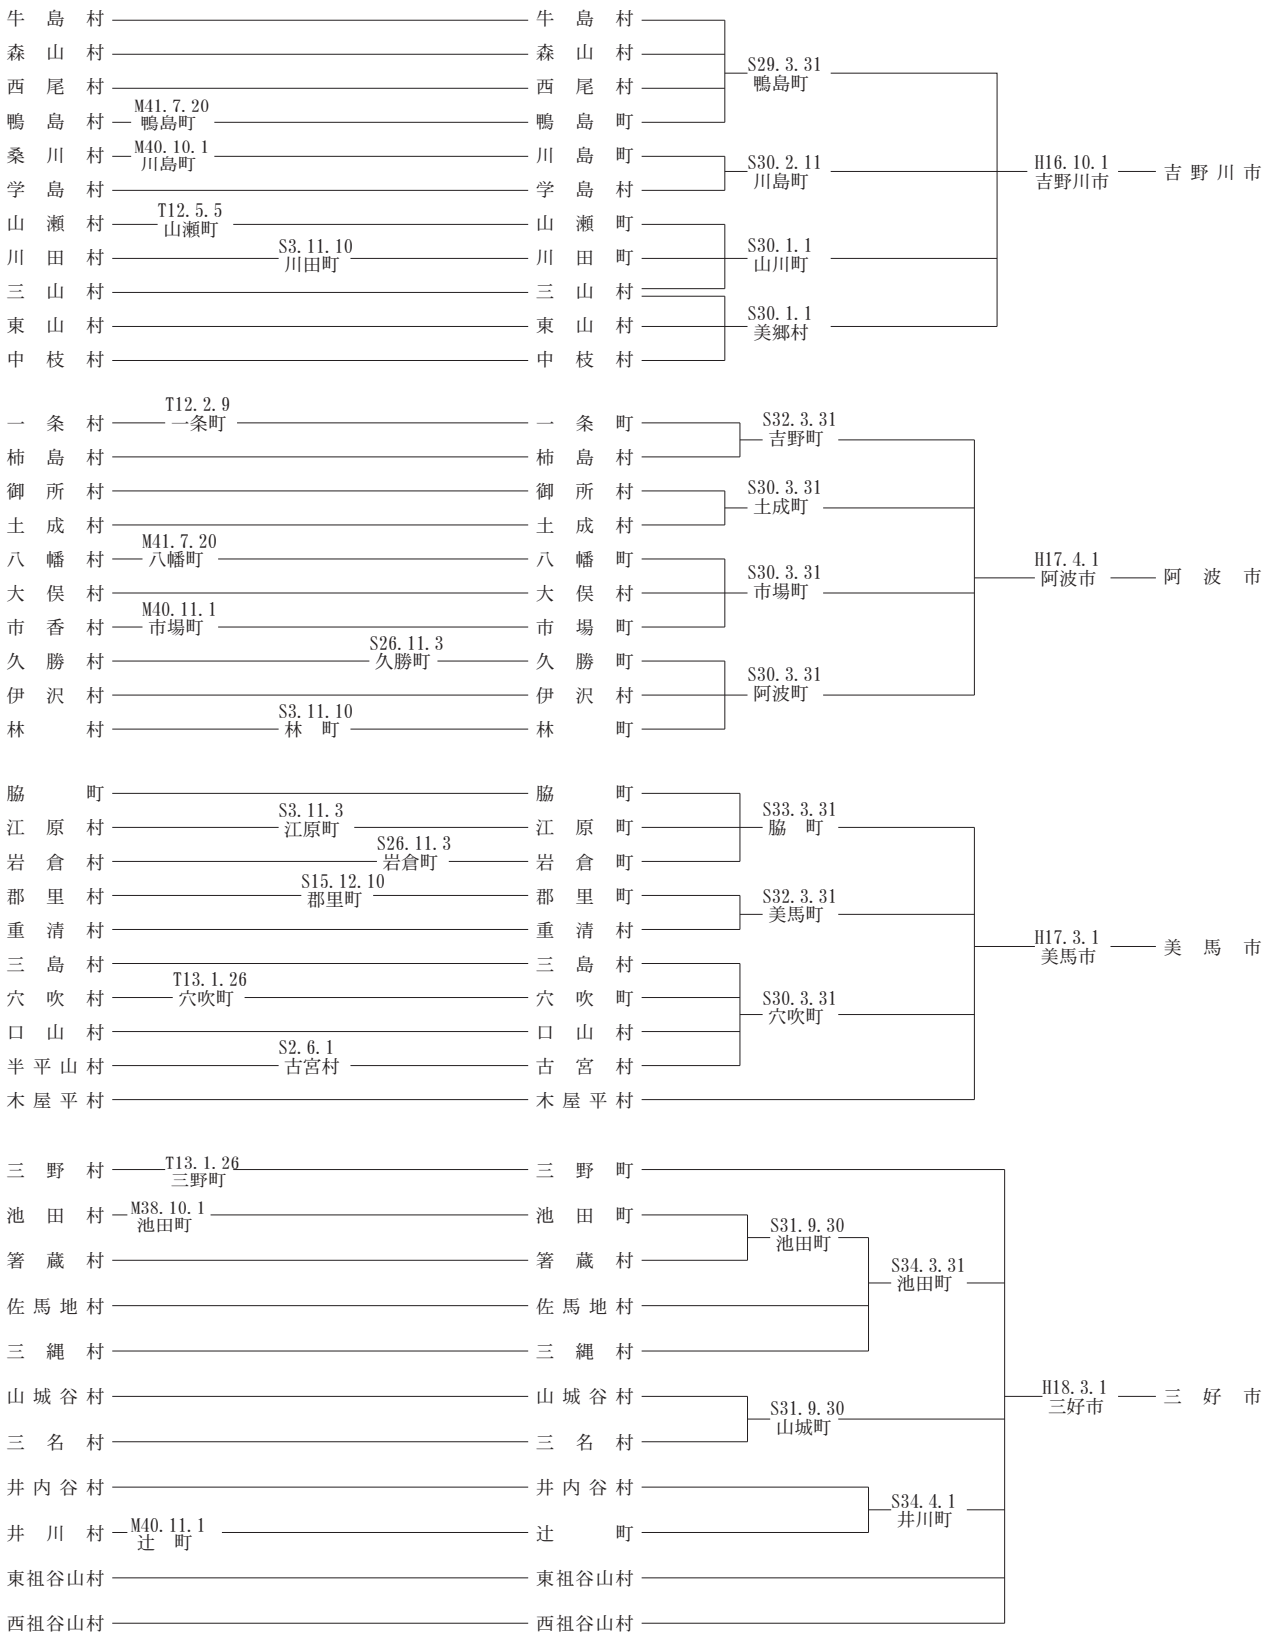 牛島村 牛島村
森山村 森山村
S29.3.31
鴨島町
西尾村 西尾村
M41.7.20
鴨島村 鴨島町 鴨島町
M40.10.1
桑川村 川島町 川島町
S30.2.11 H16.10.1
川島町 吉野川市 吉野川市
学島村 学島村
T12.5.5
山瀬村 山瀬町 山瀬町
S3.11.10 S30.1.1
川田村 川田町 川田町 山川町
三山村 三山村
S30.1.1
東山村 東山村 美郷村
中枝村 中枝村
T12.2.9
一条村 一条町 一条町
S32.3.31
吉野町
柿島村 柿島村
御所村 御所村
S30.3.31
土成町
土成村 土成村
M41.7.20
八幡村 八幡町 八幡町
H17.4.1
阿波市 阿波市
S30.3.31
大俣村 大俣村 市場町
M40.11.1
市香村 市場町 市場町
S26.11.3
久勝村 久勝町 久勝町
S30.3.31
伊沢村 伊沢村 阿波町
S3.11.10
林村 林町 林町
脇町 脇町
S3.11.3 S33.3.31
江原村 江原町 江原町 脇町
S26.11.3
岩倉村 岩倉町 岩倉町
S15.12.10
郡里村 郡里町 郡里町
S32.3.31
美馬町
重清村 重清村
H17.3.1
美馬市 美馬市
三島村 三島村
T13.1.26
穴吹村 穴吹町 穴吹町
S30.3.31
穴吹町
口山村 口山村
S2.6.1
半平山村 古宮村 古宮村
木屋平村 木屋平村
T13.1.26
三野村 三野町 三野町
M38.10.1
池田村 池田町 池田町
S31.9.30
池田町
箸蔵村 箸蔵村
S34.3.31
池田町
佐馬地村 佐馬地村
三縄村 三縄村
H18.3.1
山城谷村 山城谷村 三好市 三好市
S31.9.30
山城町
三名村 三名村
井内谷村 井内谷村
S34.4.1
井川町
M40.11.1
井川村 辻町 辻町
東祖谷山村 東祖谷山村
西祖谷山村 西祖谷山村